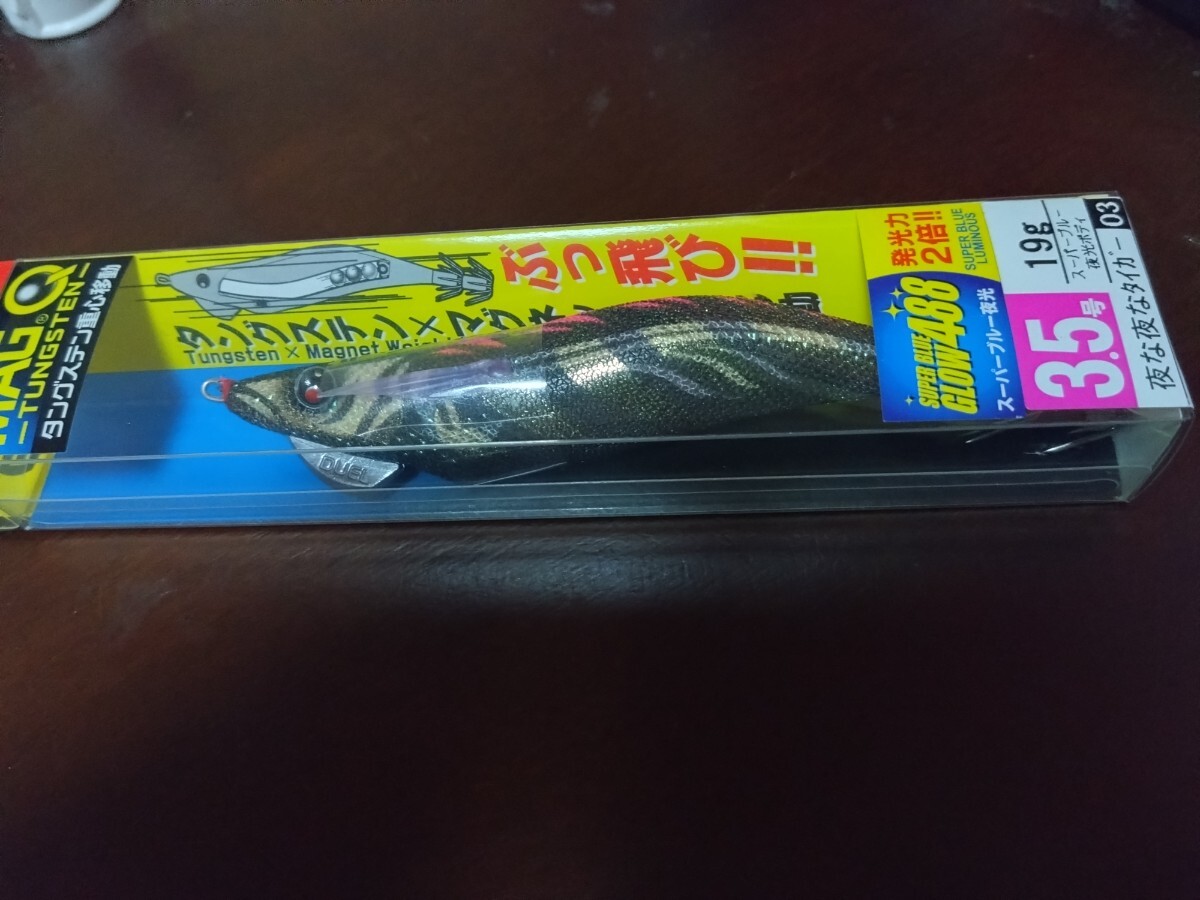 MAG®Q
－TUNGSTEN－
タングステン重心移動
ぶっ飛び!!
タングステン×マグネ
Tungsten × Magnet Weigh
DUEL
発光力
2倍!!
SUPER BLUE
LUMINOUS
SUPER BLUE
GLOW488
スーパーブルー夜光
19g
スーパーブルー
夜光ボディ
03
3.5号
夜な夜なタイガー